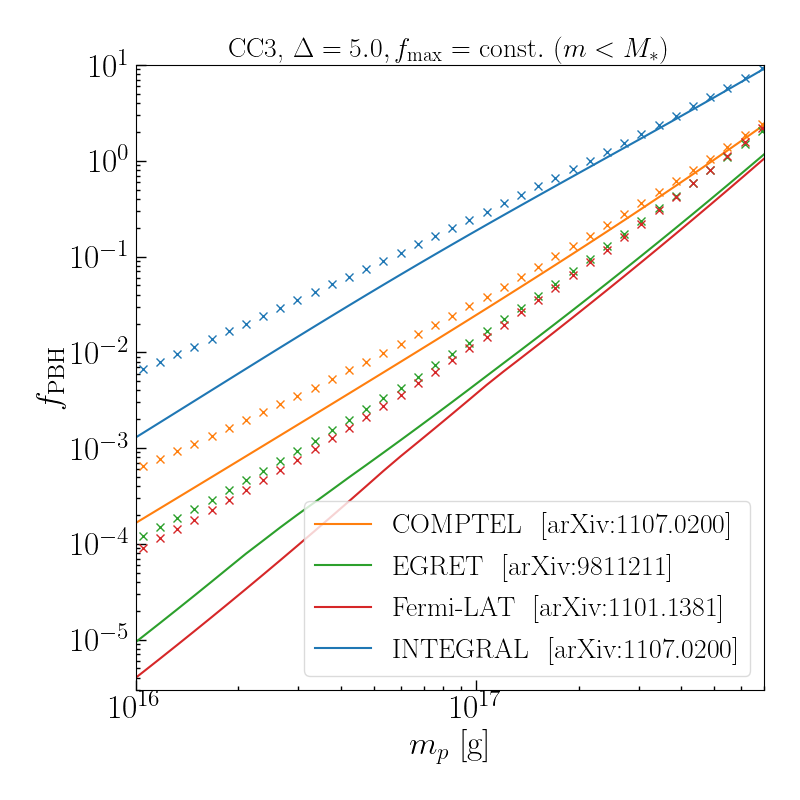 CC3, Δ = 5.0, f_max = const. (m < M_*)
10^1
10^0
10^−1
10^−2
10^−3
10^−4
10^−5
f_PBH
COMPTEL [arXiv:1107.0200]
EGRET [arXiv:9811211]
Fermi-LAT [arXiv:1101.1381]
INTEGRAL [arXiv:1107.0200]
10^16
10^17
m_p [g]